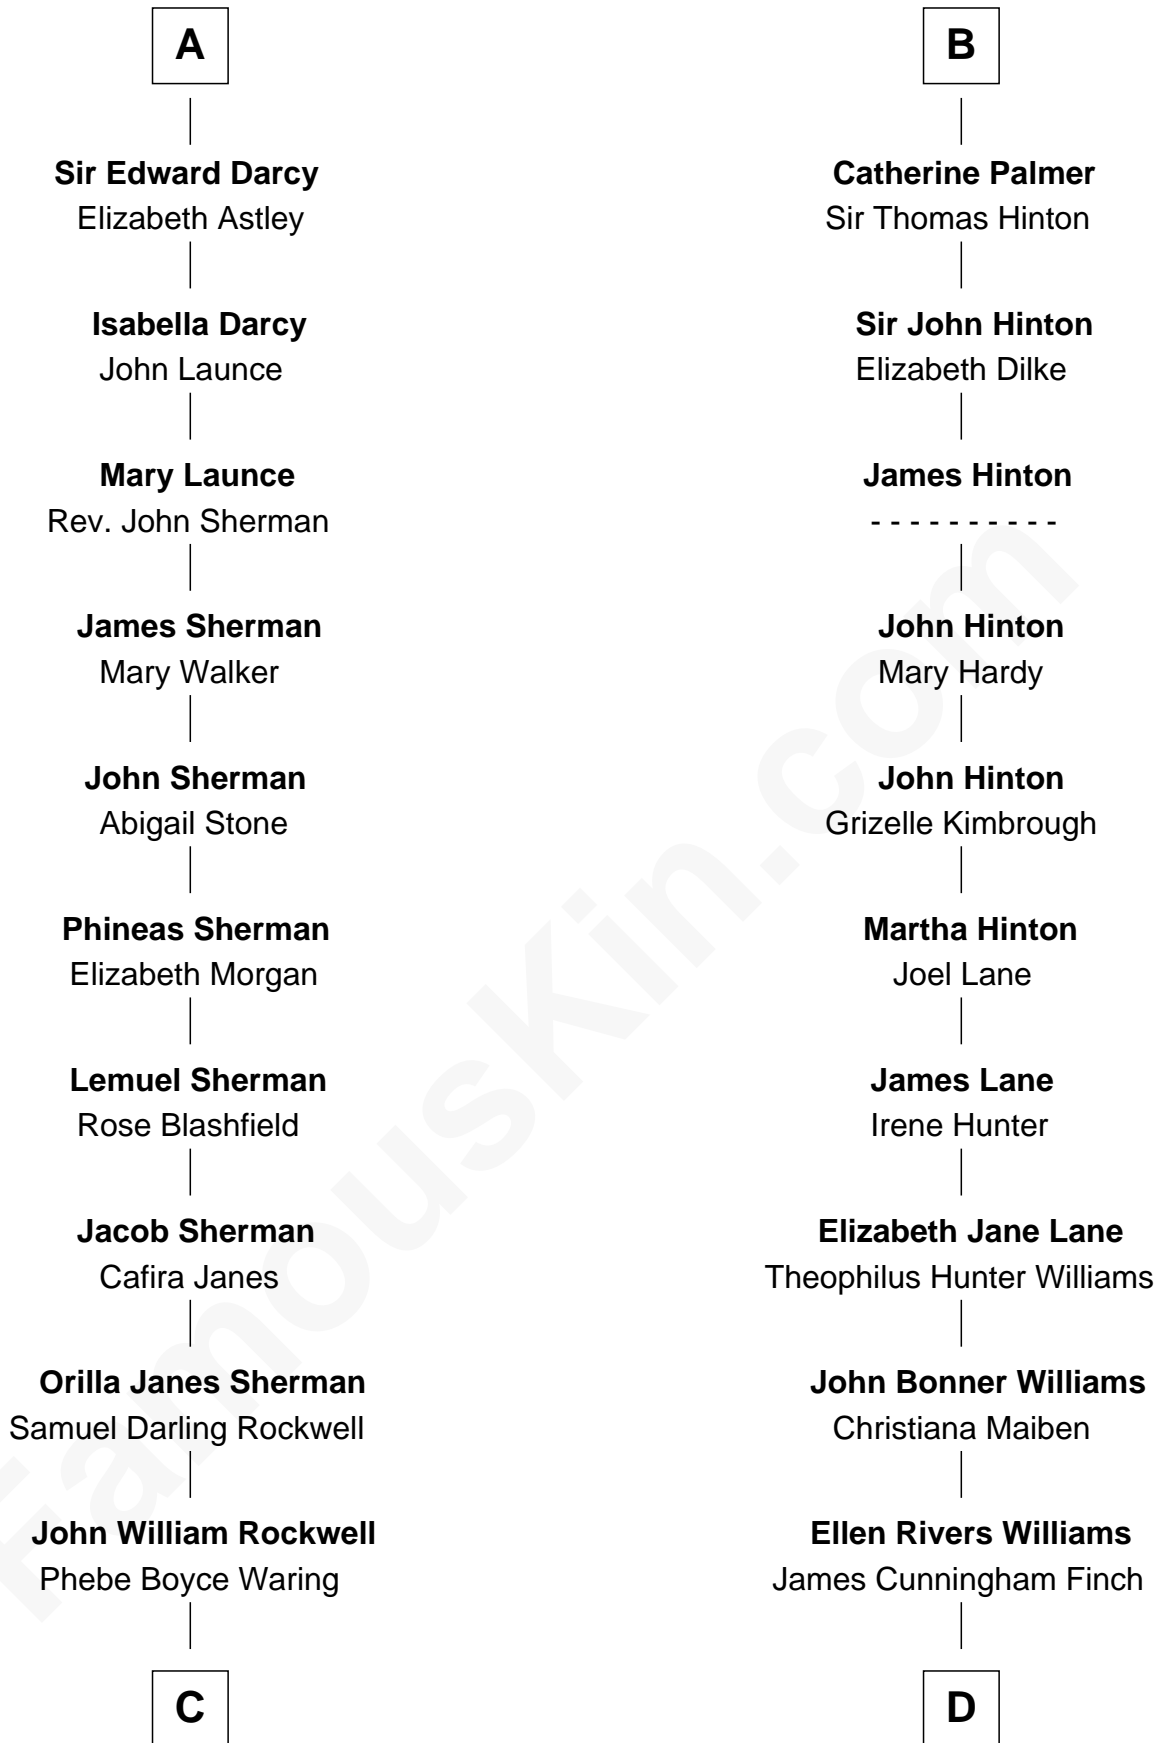 A
Sir Edward Darcy
Elizabeth Astley
Isabella Darcy
John Launce
Mary Launce
Rev. John Sherman
James Sherman
Mary Walker
John Sherman
Abigail Stone
Phineas Sherman
Elizabeth Morgan
Lemuel Sherman
Rose Blashfield
Jacob Sherman
Cafira Janes
Orilla Janes Sherman
Samuel Darling Rockwell
John William Rockwell
Phebe Boyce Waring
C
B
Catherine Palmer
Sir Thomas Hinton
Sir John Hinton
Elizabeth Dilke
James Hinton
- - - - - - - - - -
John Hinton
Mary Hardy
John Hinton
Grizelle Kimbrough
Martha Hinton
Joel Lane
James Lane
Irene Hunter
Elizabeth Jane Lane
Theophilus Hunter Williams
John Bonner Williams
Christiana Maiben
Ellen Rivers Williams
James Cunningham Finch
D
FamousKin.com